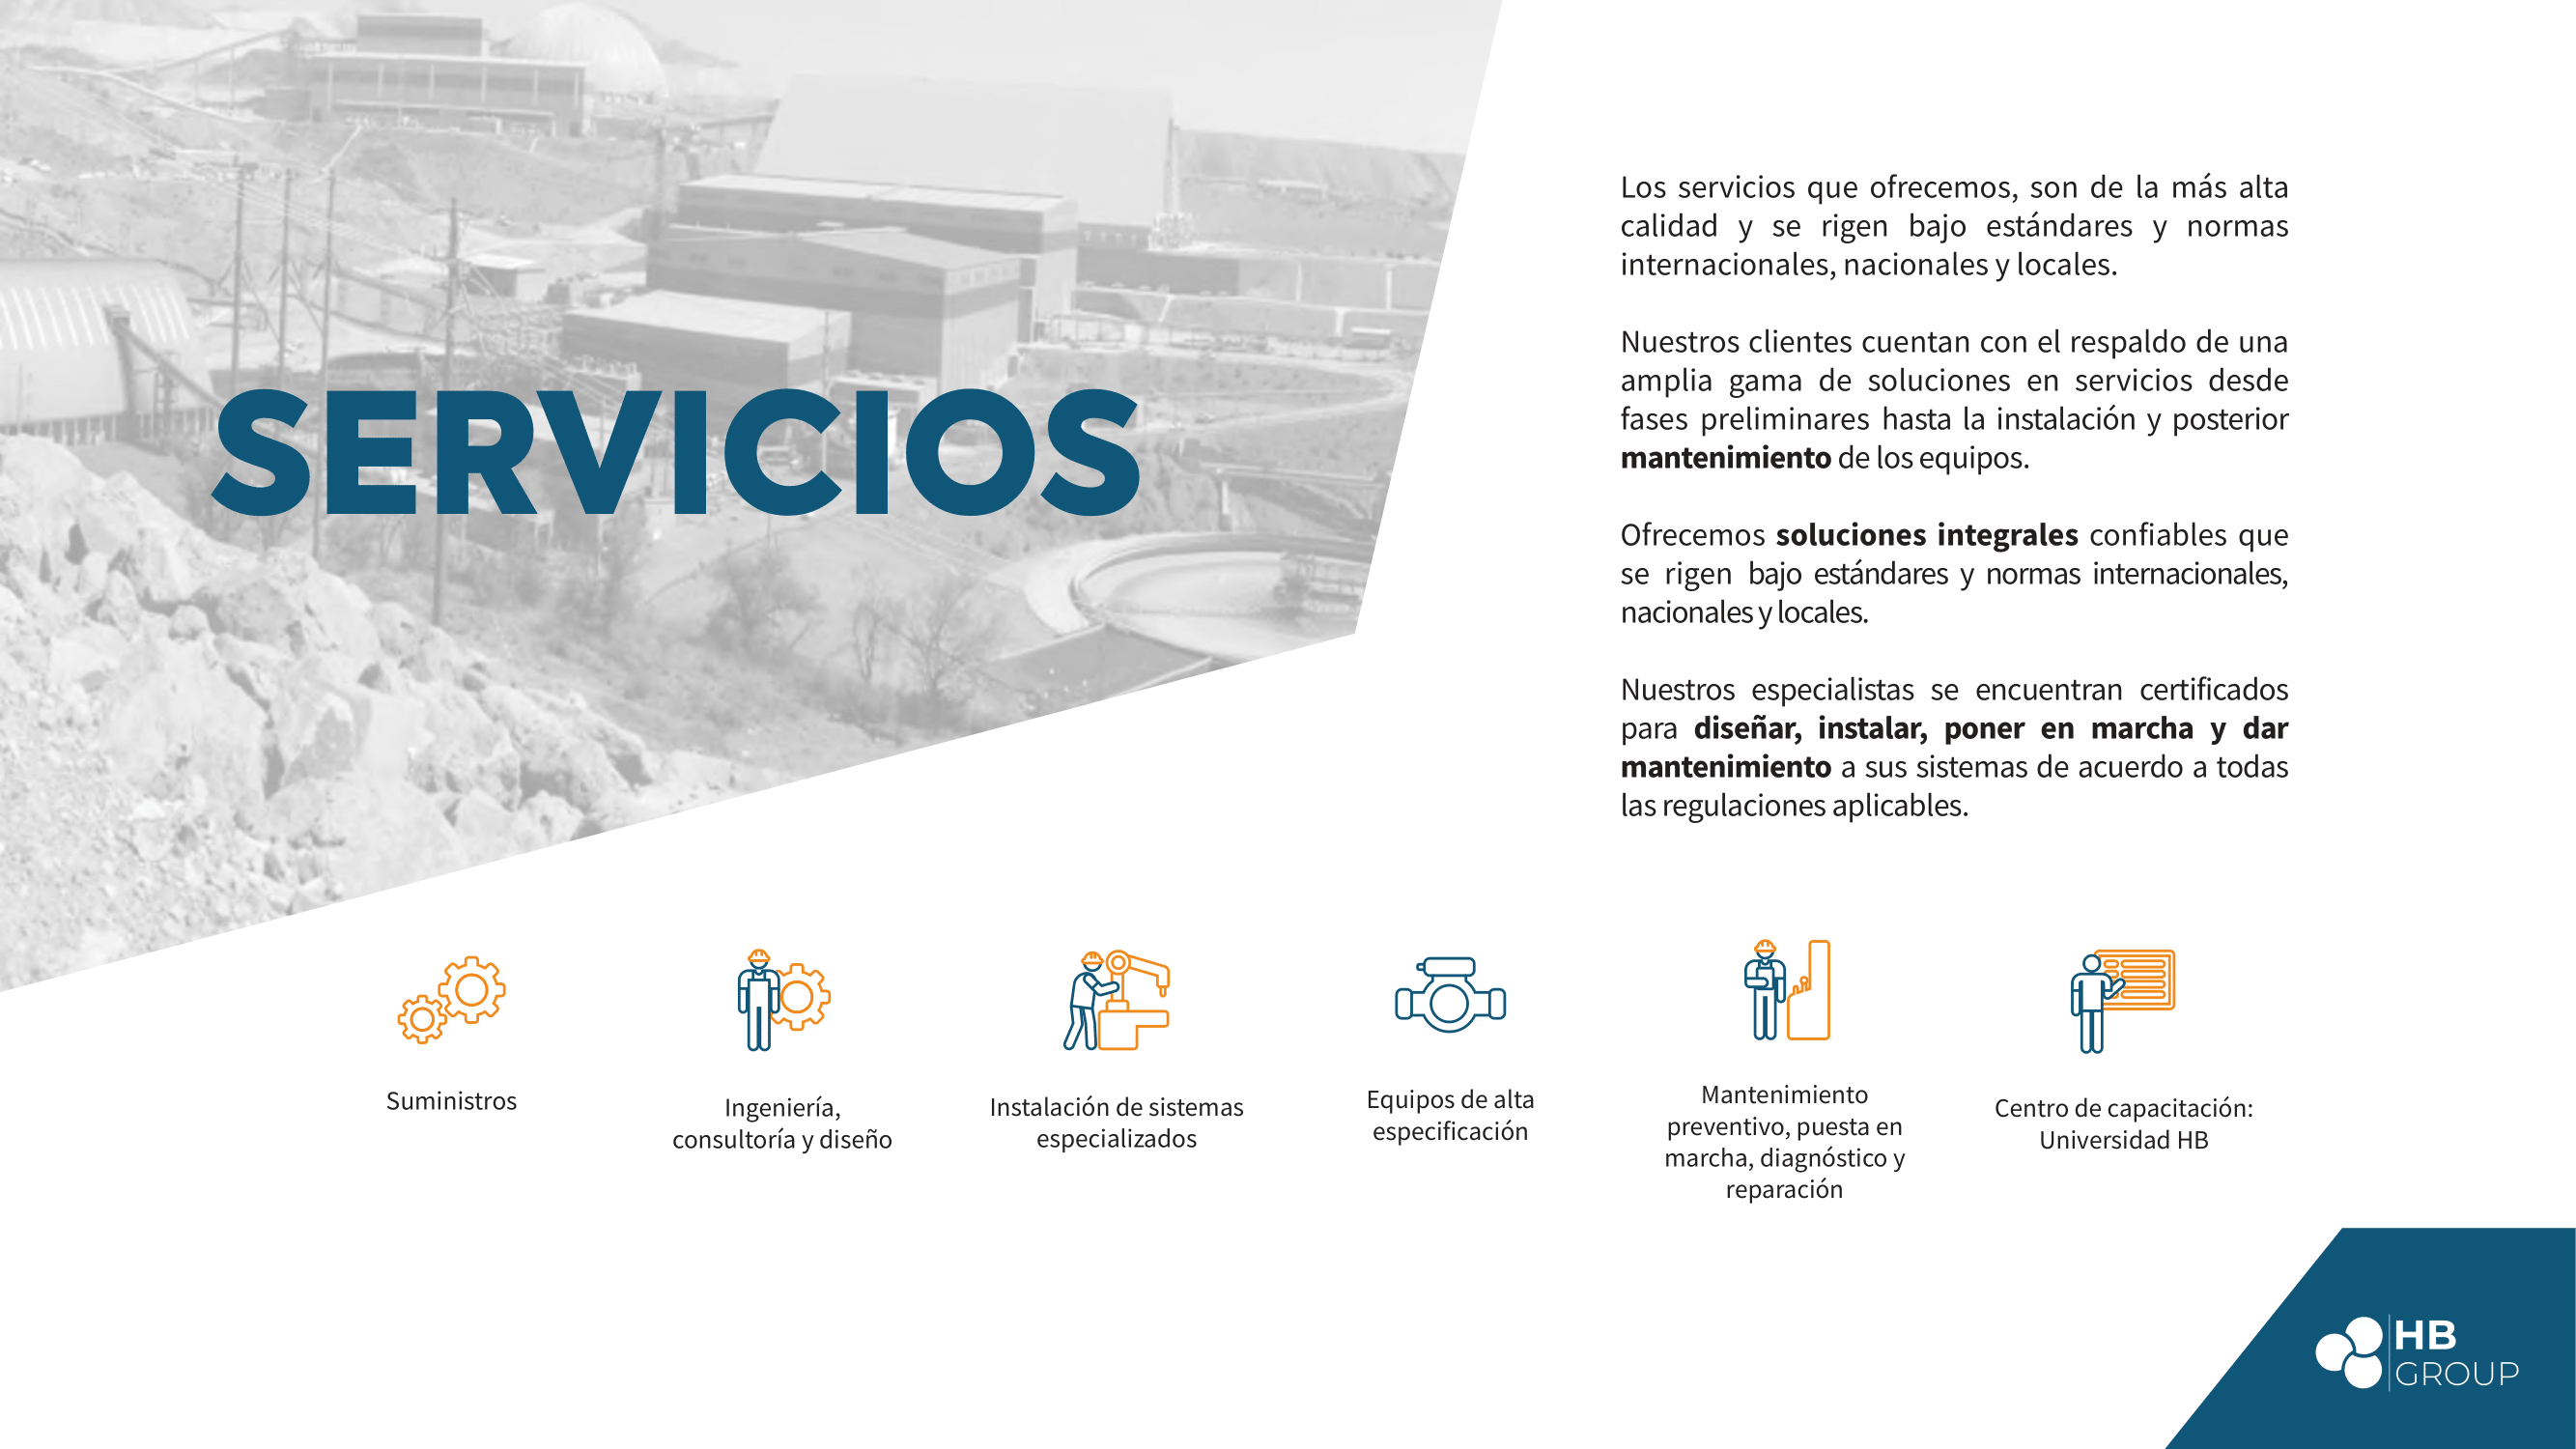 SERVICIOS
Los servicios que ofrecemos, son de la más alta
calidad y se rigen bajo estándares y normas
internacionales, nacionales y locales.
Nuestros clientes cuentan con el respaldo de una
amplia gama de soluciones en servicios desde
fases preliminares hasta la instalación y posterior
mantenimiento de los equipos.
Ofrecemos soluciones integrales confiables que
se rigen bajo estándares y normas internacionales,
nacionales y locales.
Nuestros especialistas se encuentran certificados
para diseñar, instalar, poner en marcha y dar
mantenimiento a sus sistemas de acuerdo a todas
las regulaciones aplicables.
Suministros
Ingeniería,
consultoría y diseño
Instalación de sistemas
especializados
Equipos de alta
especificación
Mantenimiento
preventivo, puesta en
marcha, diagnóstico y
reparación
Centro de capacitación:
Universidad HB
HB
GROUP